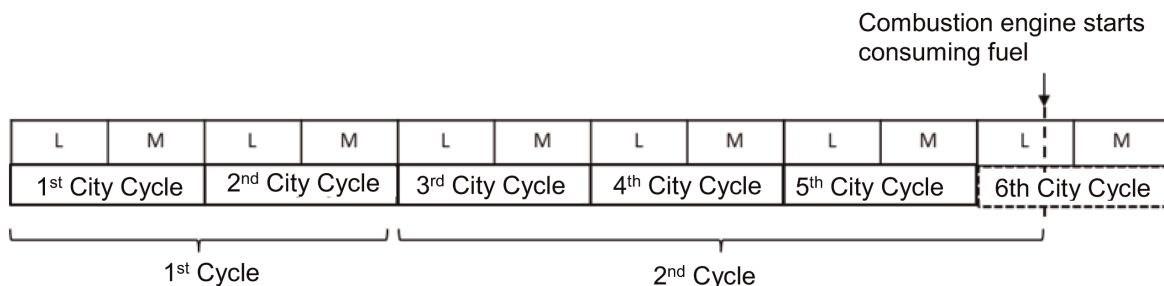 Combustion engine starts
consuming fuel
L M L M L M L M L M L M
1st City Cycle 2nd City Cycle 3rd City Cycle 4th City Cycle 5th City Cycle 6th City Cycle
1st Cycle 2nd Cycle